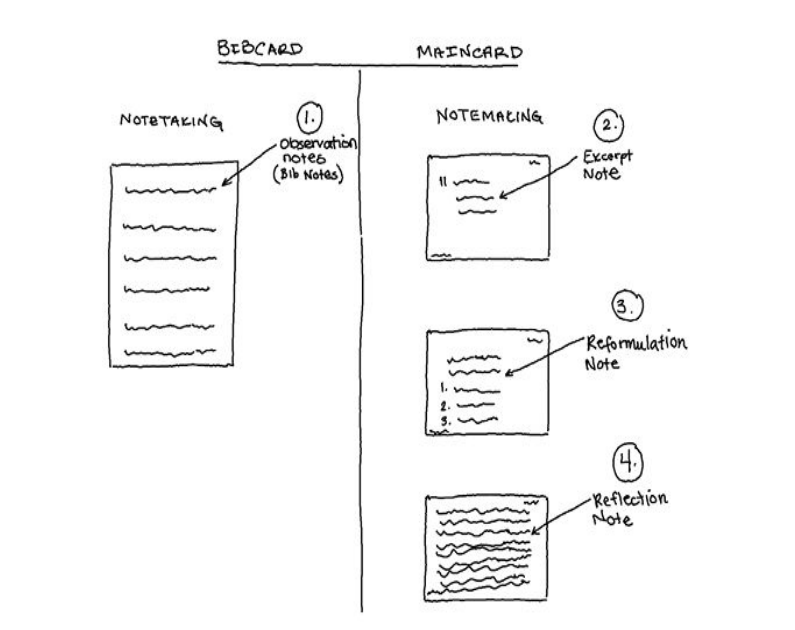 BIBCARD
MAINCARD
NOTETAKING
1.
Observation
notes
(Bib Notes)
NOTEMAKING
2.
Excerpt
Note
"
3.
Reformulation
Note
1.
2.
3.
4.
Reflection
Note